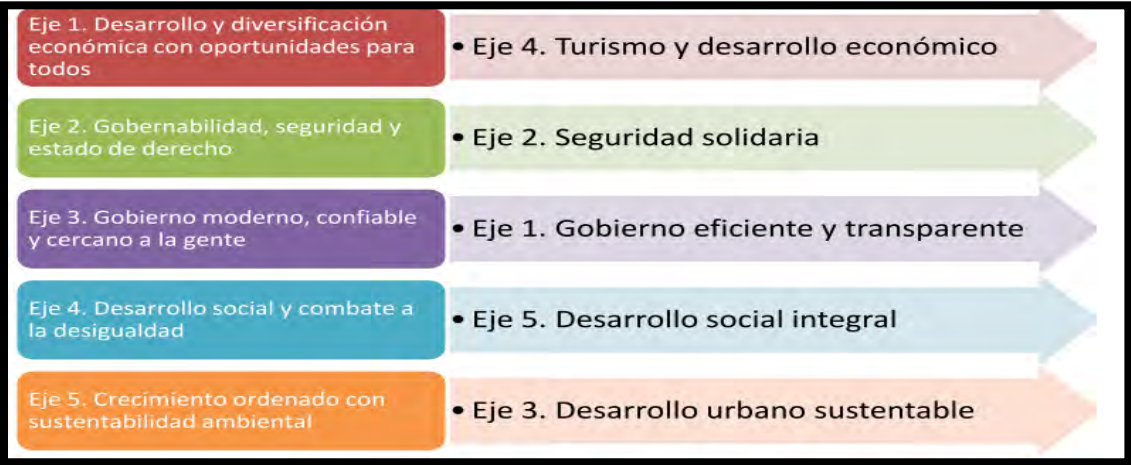 Eje 1. Desarrollo y diversificación
económica con oportunidades para
todos
• Eje 4. Turismo y desarrollo económico
Eje 2. Gobernabilidad, seguridad y
estado de derecho
• Eje 2. Seguridad solidaria
Eje 3. Gobierno moderno, confiable
y cercano a la gente
• Eje 1. Gobierno eficiente y transparente
Eje 4. Desarrollo social y combate a
la desigualdad
• Eje 5. Desarrollo social integral
Eje 5. Crecimiento ordenado con
sustentabilidad ambiental
• Eje 3. Desarrollo urbano sustentable